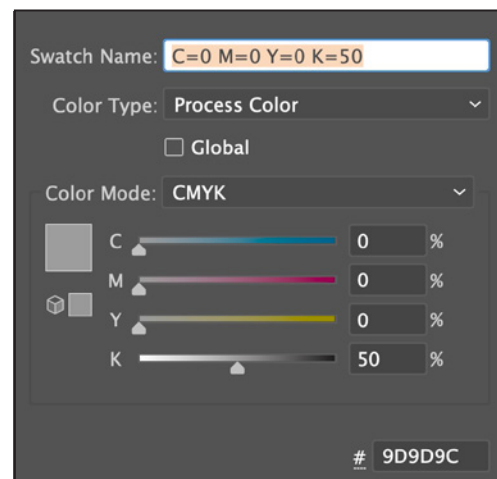 Swatch Name: C=0 M=0 Y=0 K=50
Color Type: Process Color
Global
Color Mode: CMYK
C 0 %
M 0 %
Y 0 %
K 50 %
# 9D9D9C